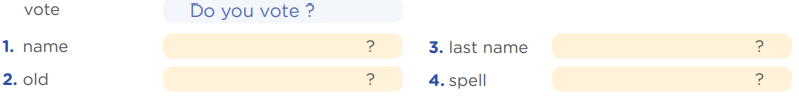 vote Do you vote ?
1. name ? 3. last name ?
2. old ? 4. spell ?